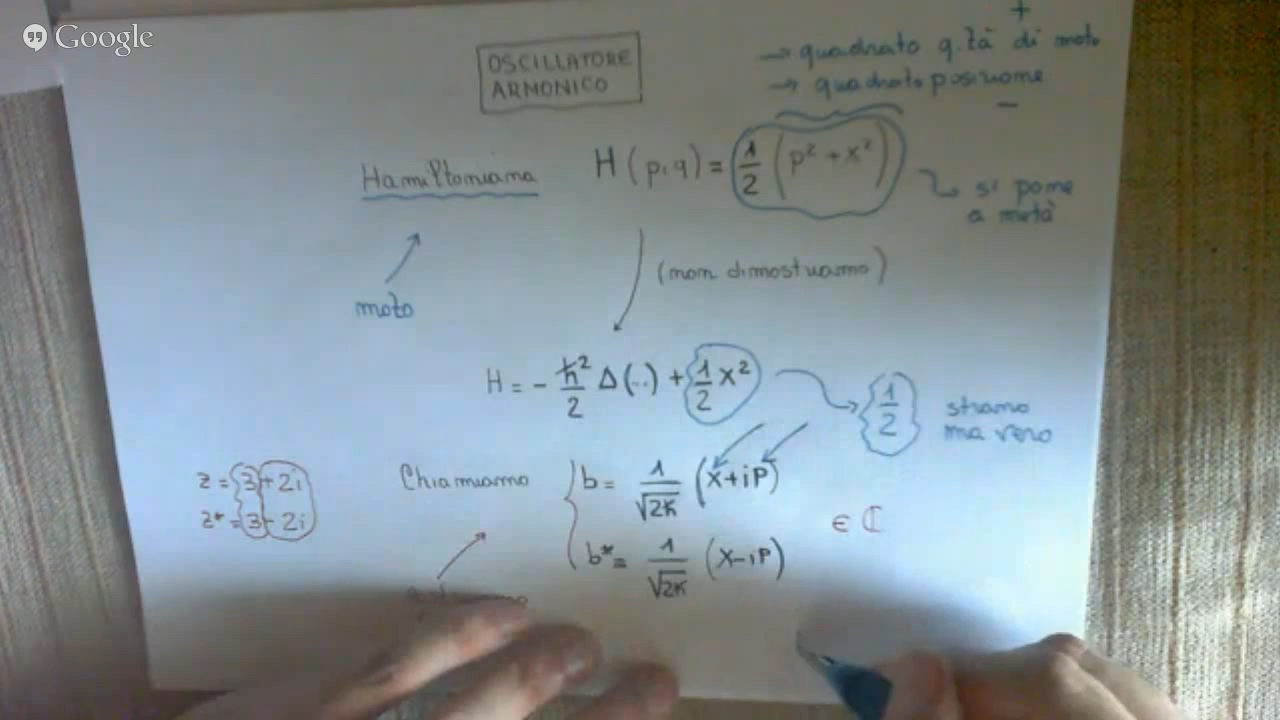 Google
OSCILLATORE
ARMONICO
+
→ quadrato q.tà di moto
→ quadrato posizione
−
Hamiltoniana
H (p,q) = 1/2 (p² + x²)
si pone
a metà
moto
(non dimostriamo)
H = - ħ²/2 Δ(..) + 1/2 x²
1/2
strano
ma vero
z = 3+2i
z* = 3-2i
Chiamiamo
b = 1/√2ħ (x+iP)
b* = 1/√2ħ (x-iP)
∈ ℂ